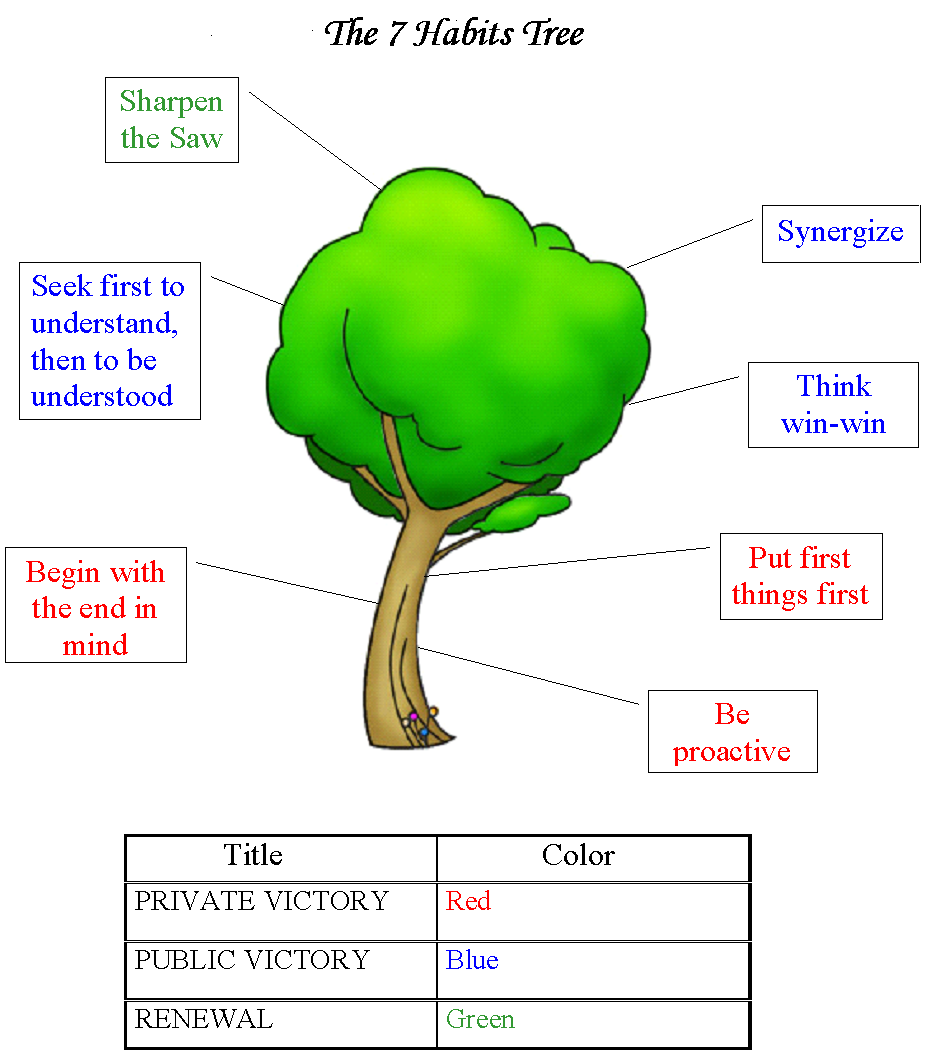 The 7 Habits Tree
Sharpen
the Saw
Synergize
Seek first to
understand,
then to be
understood
Think
win-win
Begin with
the end in
mind
Put first
things first
Be
proactive
Title Color
PRIVATE VICTORY Red
PUBLIC VICTORY Blue
RENEWAL Green